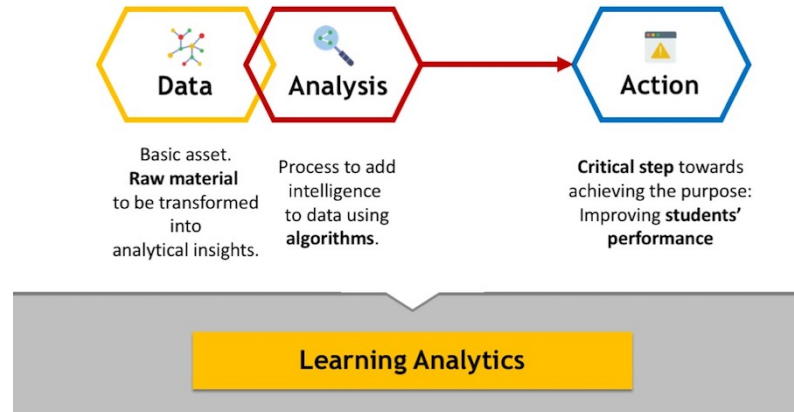 Data
Analysis
Action
Basic asset.
Raw material
to be transformed
into
analytical insights.
Process to add
intelligence
to data using
algorithms.
Critical step towards
achieving the purpose:
Improving students’
performance
Learning Analytics